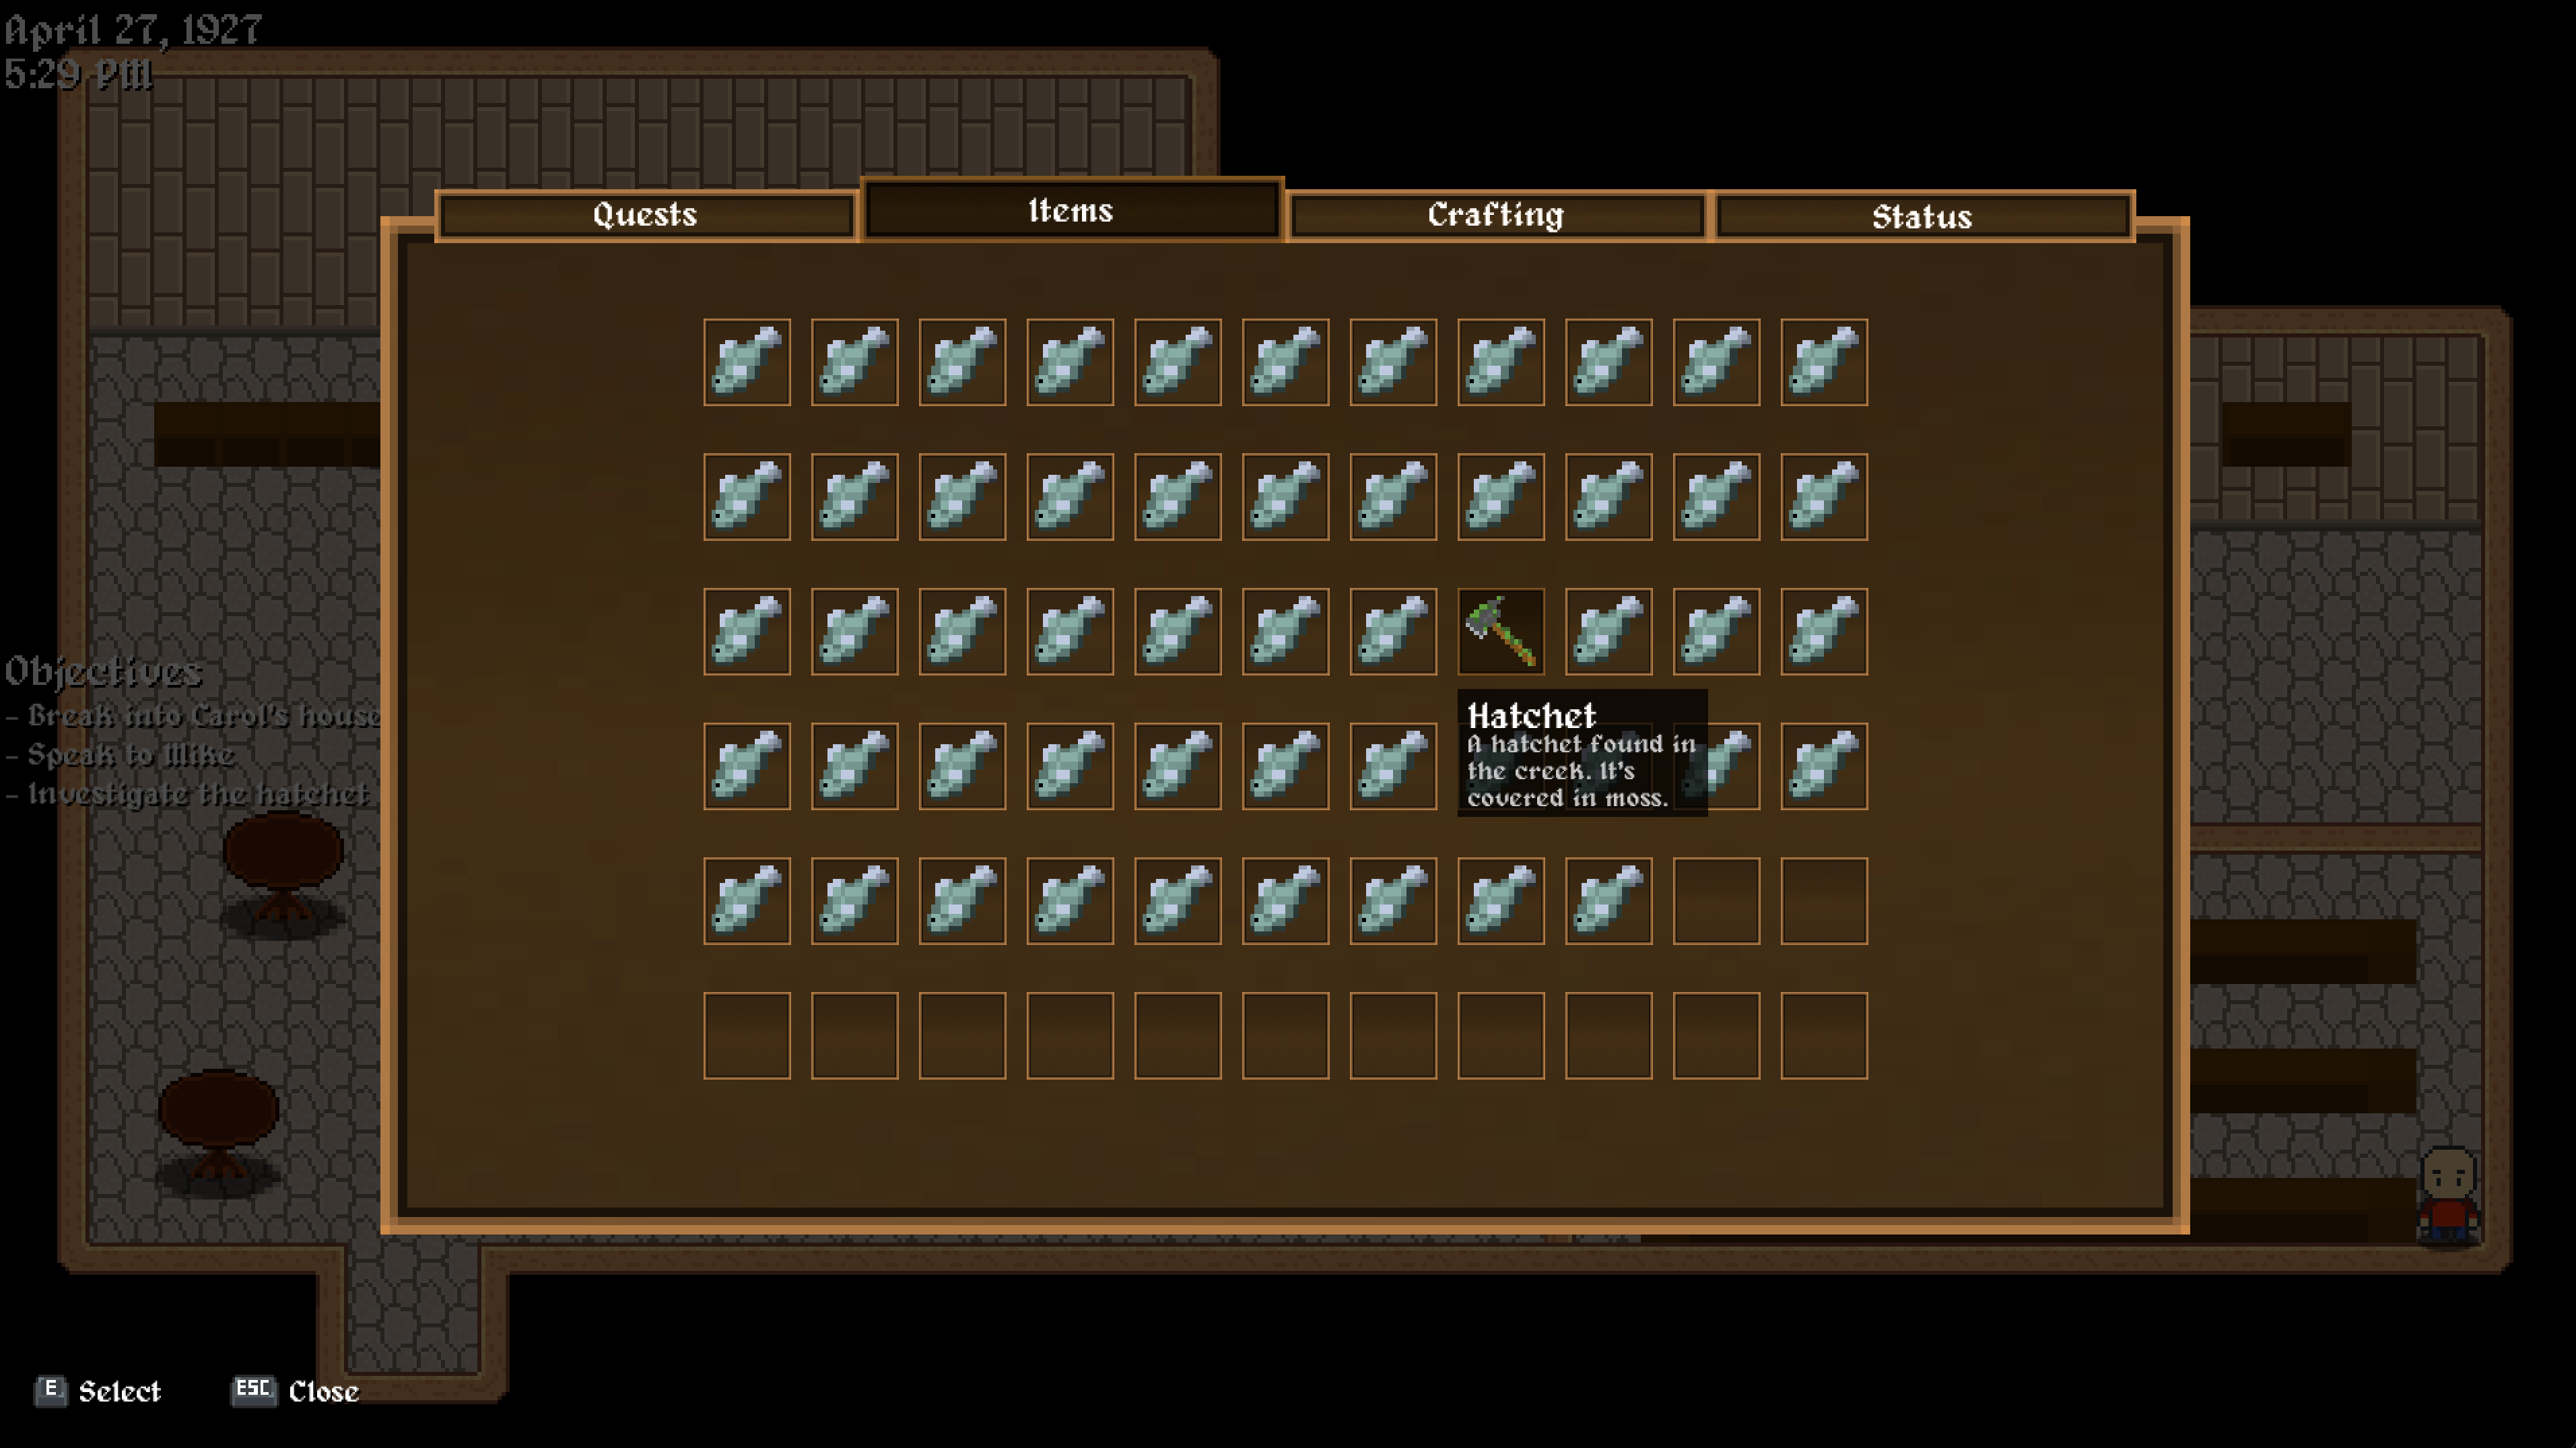 April 27, 1927
5:29 PM
Quests
Items
Crafting
Status
Objectives
- Break into Carol's house
- Speak to Mike
- Investigate the hatchet
Hatchet
A hatchet found in
the creek. It's
covered in moss.
E Select
ESC Close